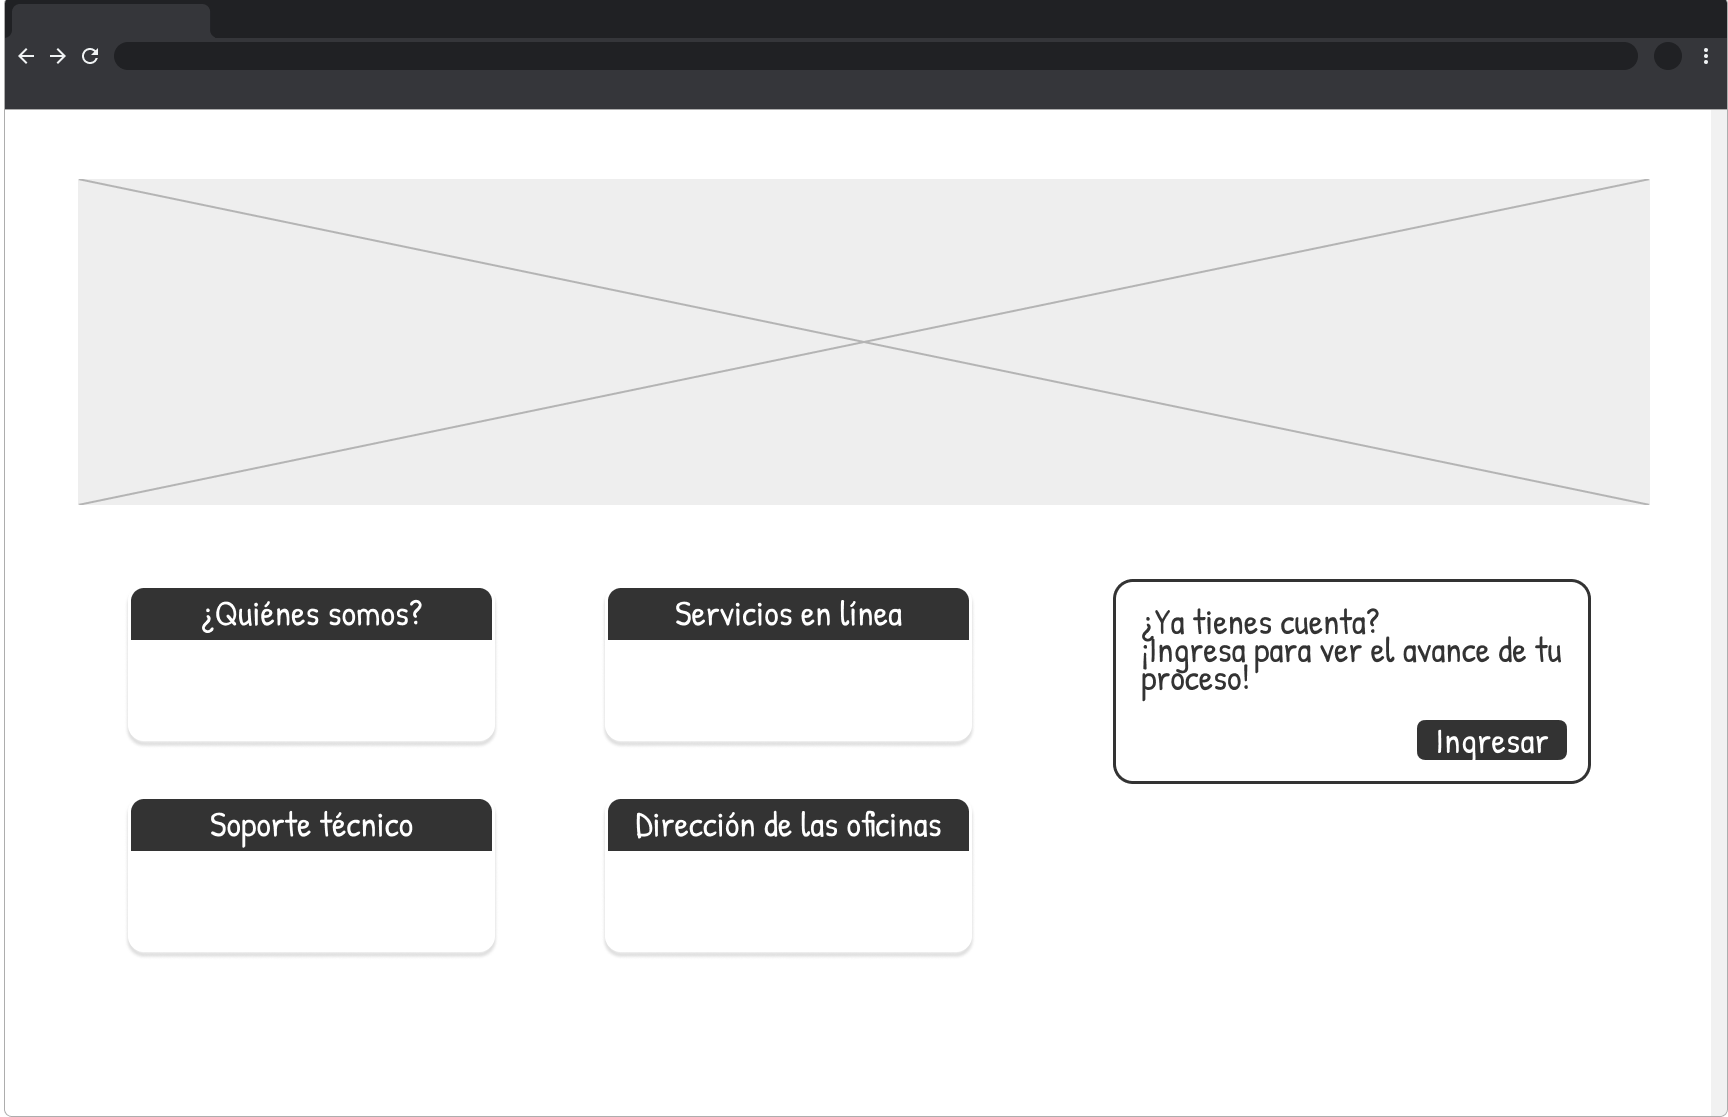 ¿Quiénes somos?
Servicios en línea
¿Ya tienes cuenta?
¡Ingresa para ver el avance de tu
proceso!
Ingresar
Soporte técnico
Dirección de las oficinas